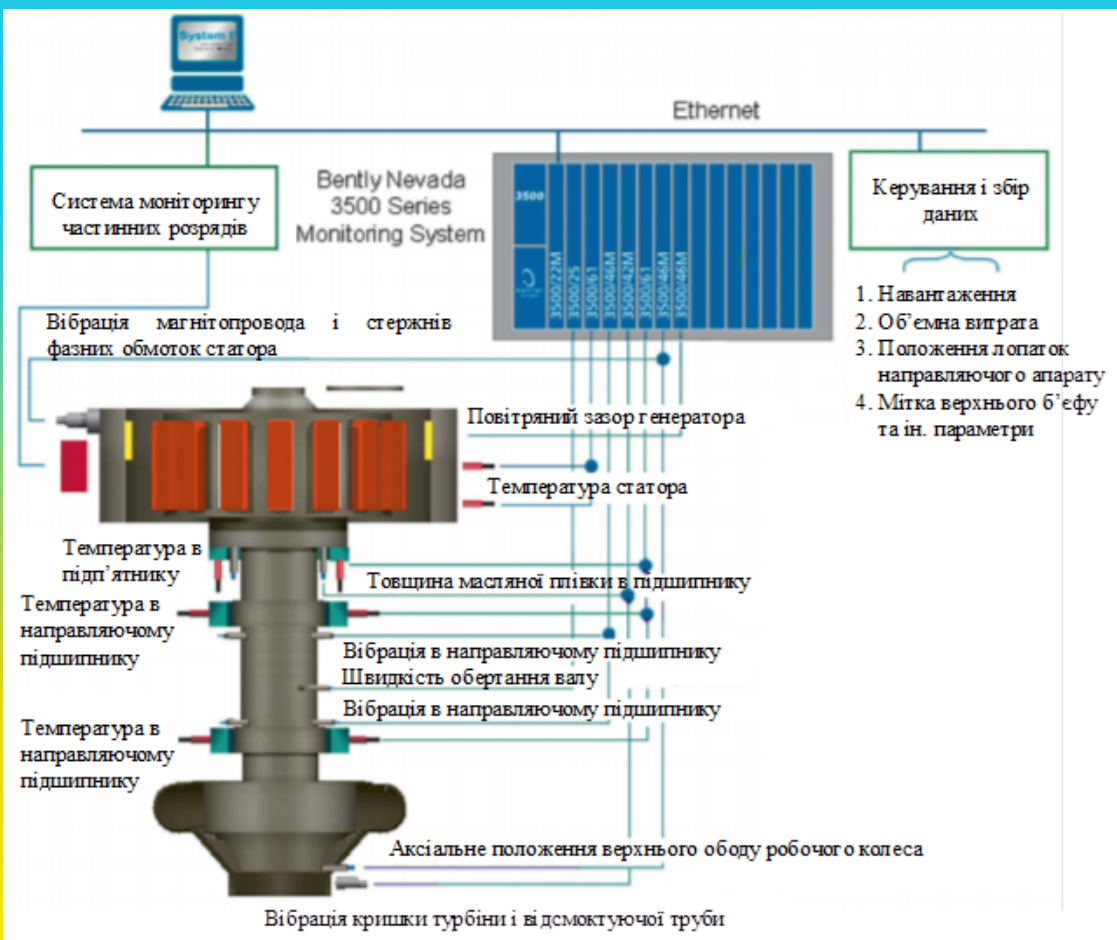 System 1
Ethernet
Система моніторингу
частинних розрядів
Bently Nevada
3500 Series
Monitoring System
3500
3500/22M
3500/25
3500/61
3500/46M
3500/42M
3500/61
3500/46M
3500/46M
Керування і збір
даних
1. Навантаження
2. Об’ємна витрата
3. Положення лопаток
направляючого апарату
4. Мітка верхнього б’єфу
та ін. параметри
Вібрація магнітопровода і стержнів
фазних обмоток статора
Повітряний зазор генератора
Температура статора
Температура в
підп’ятнику
Товщина масляної плівки в підшипнику
Температура в
направляючому
підшипнику
Вібрація в направляючому підшипнику
Швидкість обертання валу
Вібрація в направляючому підшипнику
Температура в
направляючому
підшипнику
Аксіальне положення верхнього ободу робочого колеса
Вібрація кришки турбіни і відсмоктуючої труби